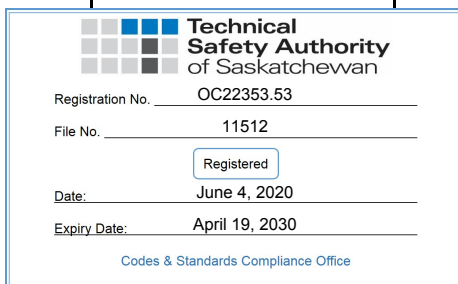 Technical
Safety Authority
of Saskatchewan
Registration No. OC22353.53
File No. 11512
Registered
Date: June 4, 2020
Expiry Date: April 19, 2030
Codes & Standards Compliance Office